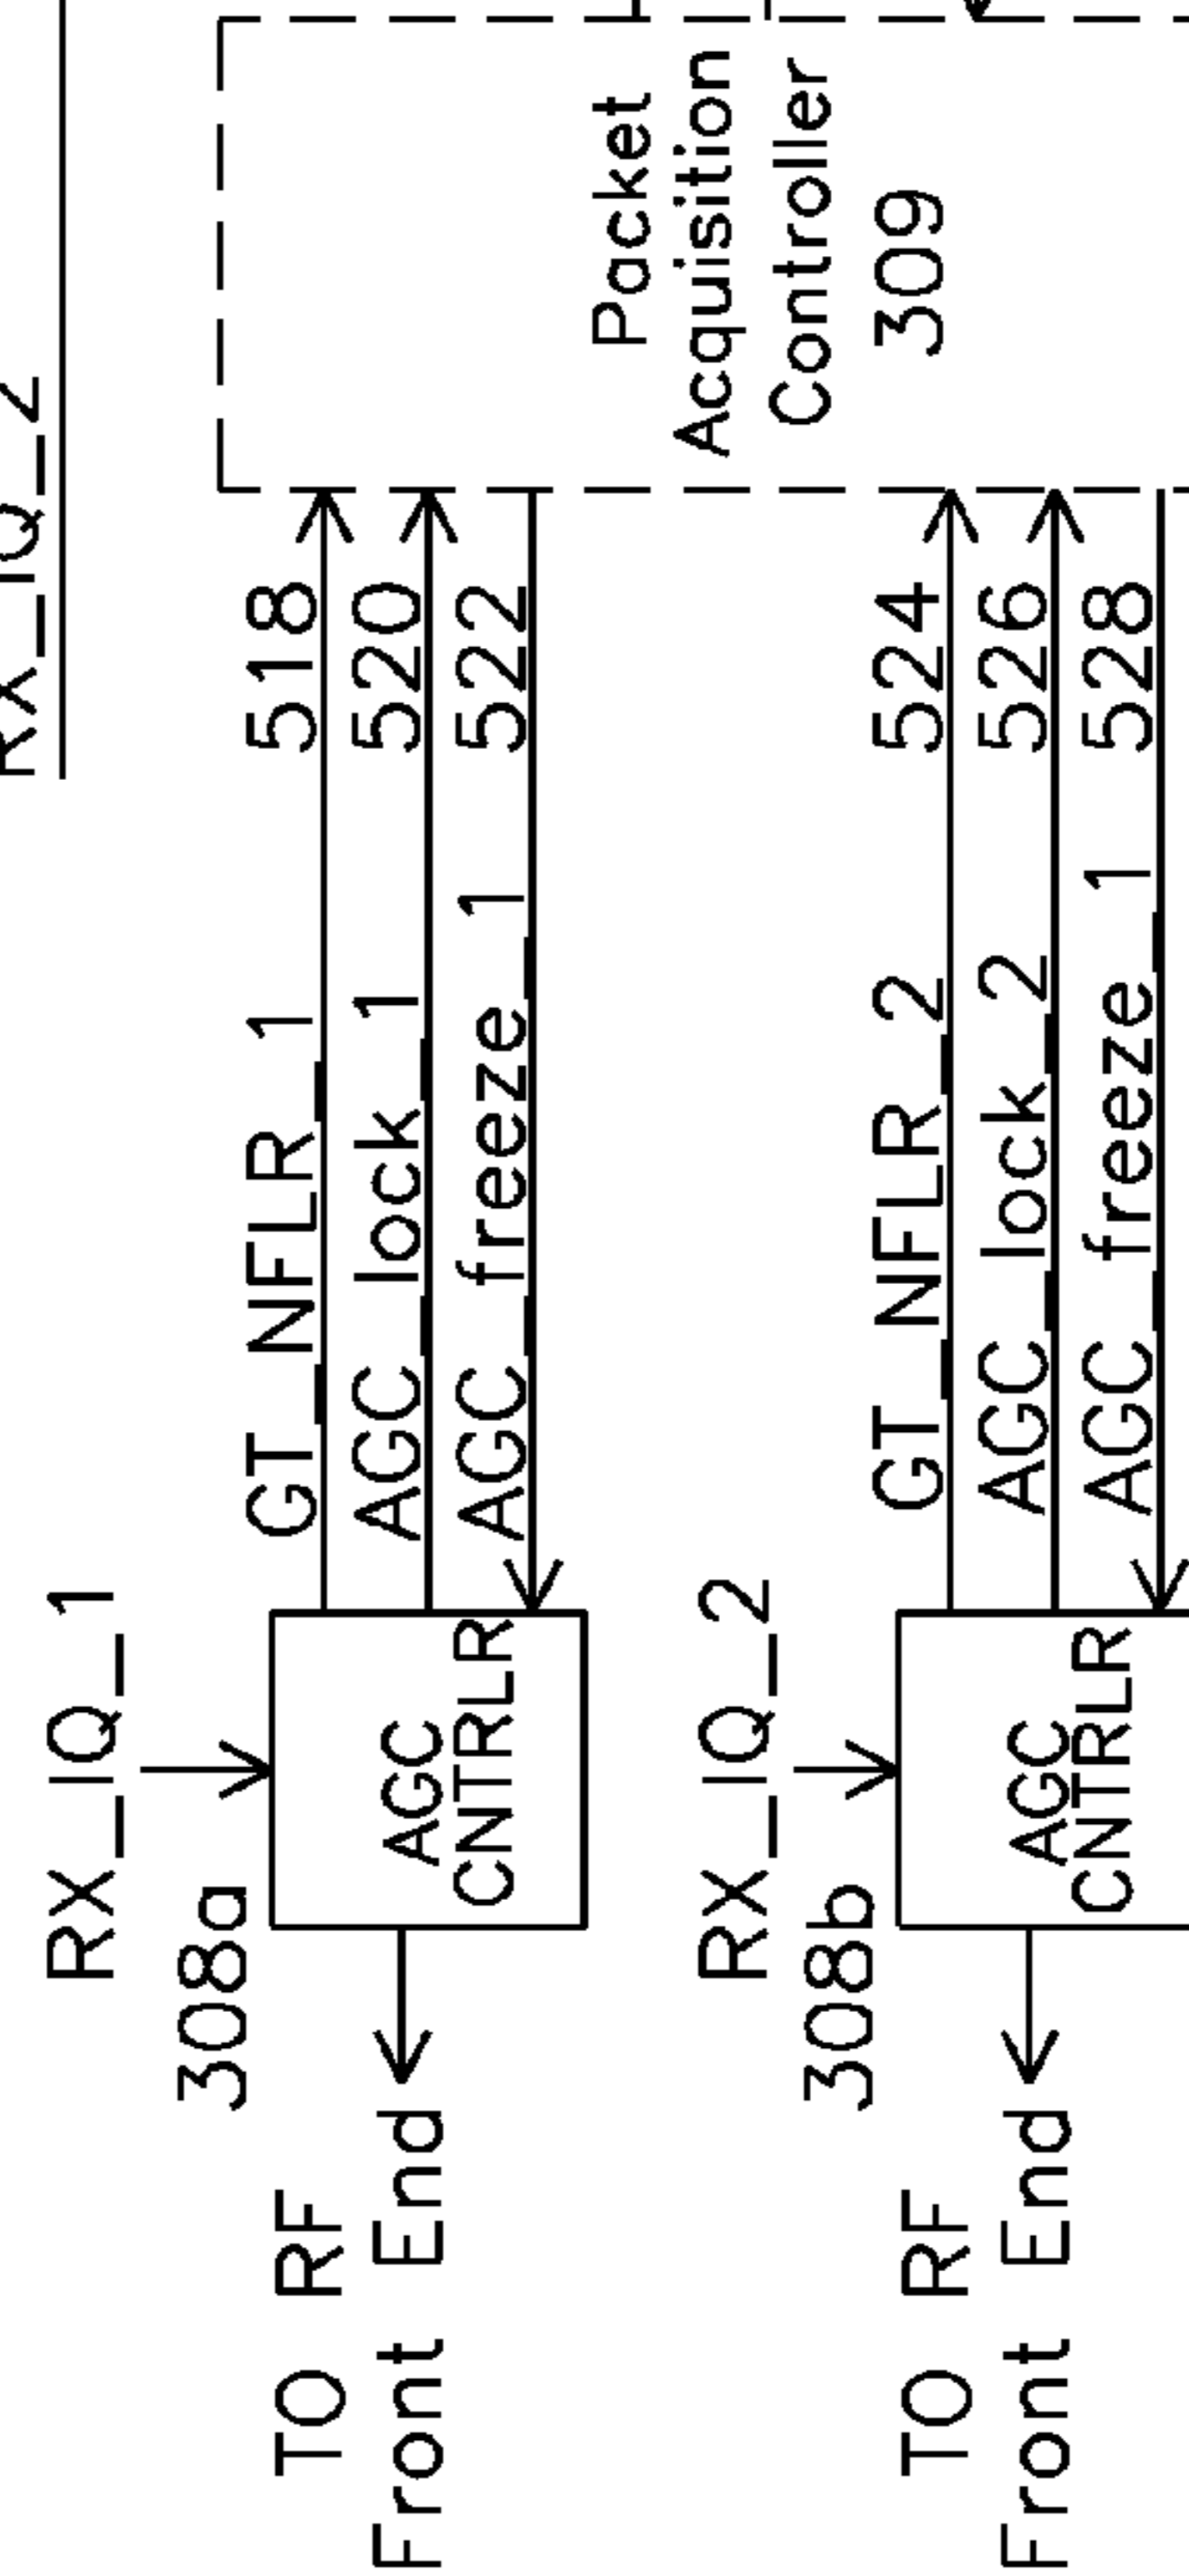 RX_IQ_2
RX_IQ_1
308a
AGC
CNTRLR
TO RF
Front End
GT_NFLR_1 518
AGC_lock_1 520
AGC_freeze_1 522
Packet
Acquisition
Controller
309
RX_IQ_2
308b
AGC
CNTRLR
TO RF
Front End
GT_NFLR_2 524
AGC_lock_2 526
AGC_freeze_1 528